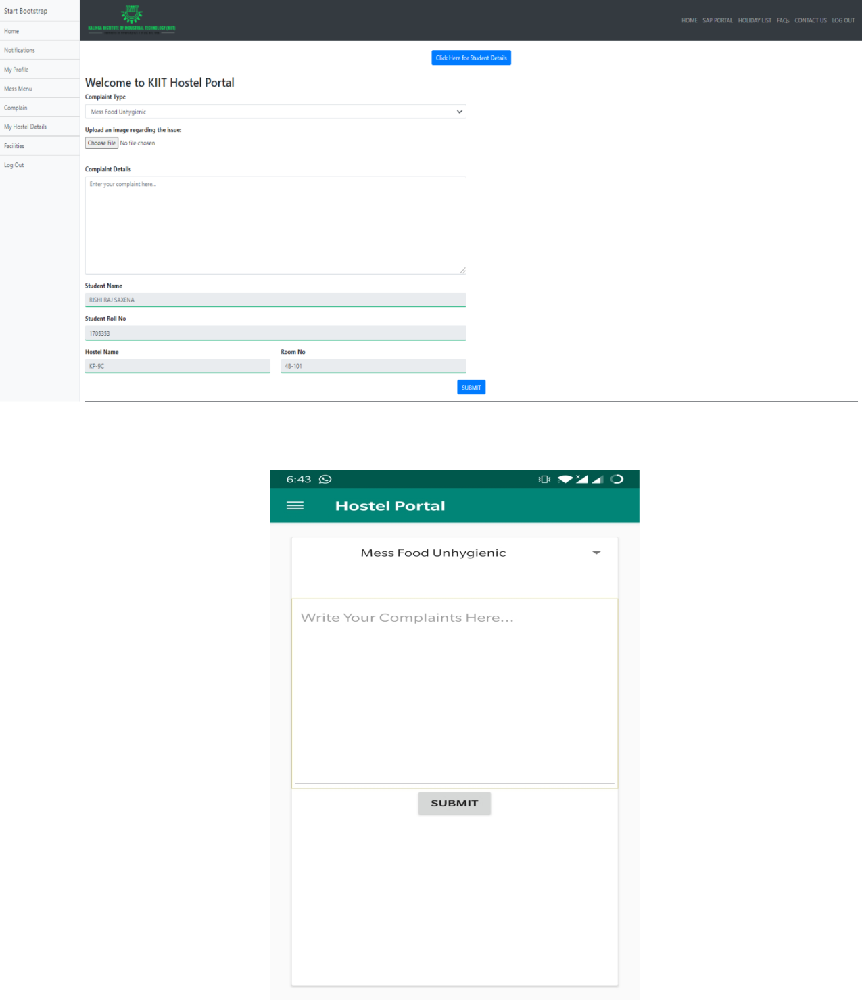 Start Bootstrap
Home
Notifications
My Profile
Mess Menu
Complain
My Hostel Details
Facilities
Log Out
KALINGA INSTITUTE OF INDUSTRIAL TECHNOLOGY (KIIT)
HOME SAP PORTAL HOLIDAY LIST FAQs CONTACT US LOG OUT
Click Here for Student Details
Welcome to KIIT Hostel Portal
Complaint Type
Mess Food Unhygienic
Upload an image regarding the issue:
Choose File No file chosen
Complaint Details
Enter your complaint here...
Student Name
RISHI RAJ SAXENA
Student Roll No
1705353
Hostel Name Room No
KP-9C 4B-101
SUBMIT
6:43
Hostel Portal
Mess Food Unhygienic
Write Your Complaints Here...
SUBMIT